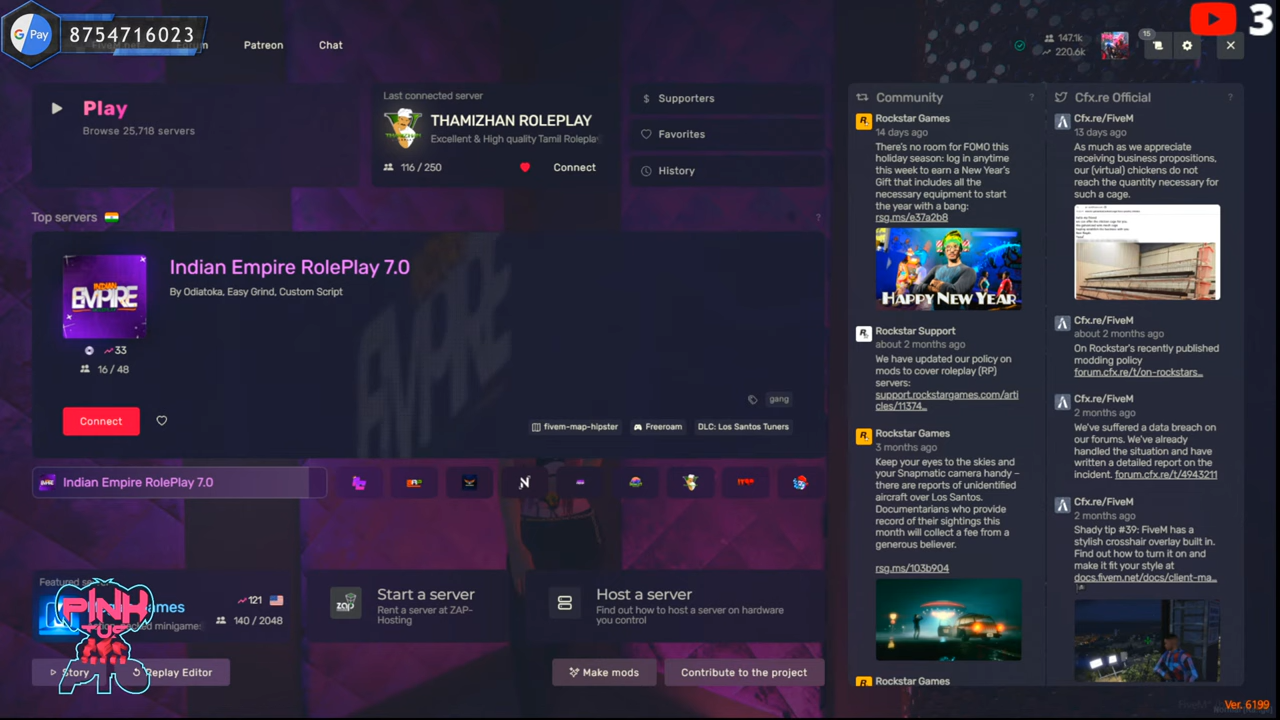 G Pay
8754716023
Patreon
Chat
3
147.1k
220.6k
15
Play
Browse 25,718 servers
Last connected server
THAMIZHAN ROLEPLAY
Excellent & High quality Tamil Roleplay
116 / 250
Connect
$ Supporters
Favorites
History
Top servers
INDIAN
EMPIRE
ROLEPLAY
Indian Empire RolePlay 7.0
By Odiatoka, Easy Grind, Custom Script
33
16 / 48
Connect
gang
fivem-map-hipster
Freeroam
DLC: Los Santos Tuners
Indian Empire RolePlay 7.0
N
Start a server
Rent a server at ZAP-
Hosting
ZAP
Host a server
Find out how to host a server on hardware
you control
121
140 / 2048
Story
Replay Editor
Make mods
Contribute to the project
Community
?
Rockstar Games
14 days ago
There's no room for FOMO this
holiday season: log in anytime
this week to earn a New Year's
Gift that includes all the
necessary equipment to start
the year with a bang:
rsg.ms/e37a2b8
HAPPY NEW YEAR
Rockstar Support
about 2 months ago
We have updated our policy on
mods to cover roleplay (RP)
servers:
support.rockstargames.com/arti
cles/11374...
Rockstar Games
3 months ago
Keep your eyes to the skies and
your Snapmatic camera handy –
there are reports of unidentified
aircraft over Los Santos.
Documentarians who provide
record of their sightings this
month will collect a fee from a
generous believer.
rsg.ms/103b904
Rockstar Games
Cfx.re Official
?
Cfx.re/FiveM
13 days ago
As much as we appreciate
receiving business propositions,
our (virtual) chickens do not
reach the quantity necessary for
such a cage.
Cfx.re/FiveM
about 2 months ago
On Rockstar's recently published
modding policy
forum.cfx.re/t/on-rockstars...
Cfx.re/FiveM
2 months ago
We've suffered a data breach on
our forums. We've already
handled the situation and have
written a detailed report on the
incident. forum.cfx.re/t/4943211
Cfx.re/FiveM
2 months ago
Shady tip #39: FiveM has a
stylish crosshair overlay built in.
Find out how to turn it on and
make it fit your style at
docs.fivem.net/docs/client-ma...
Ver. 6199